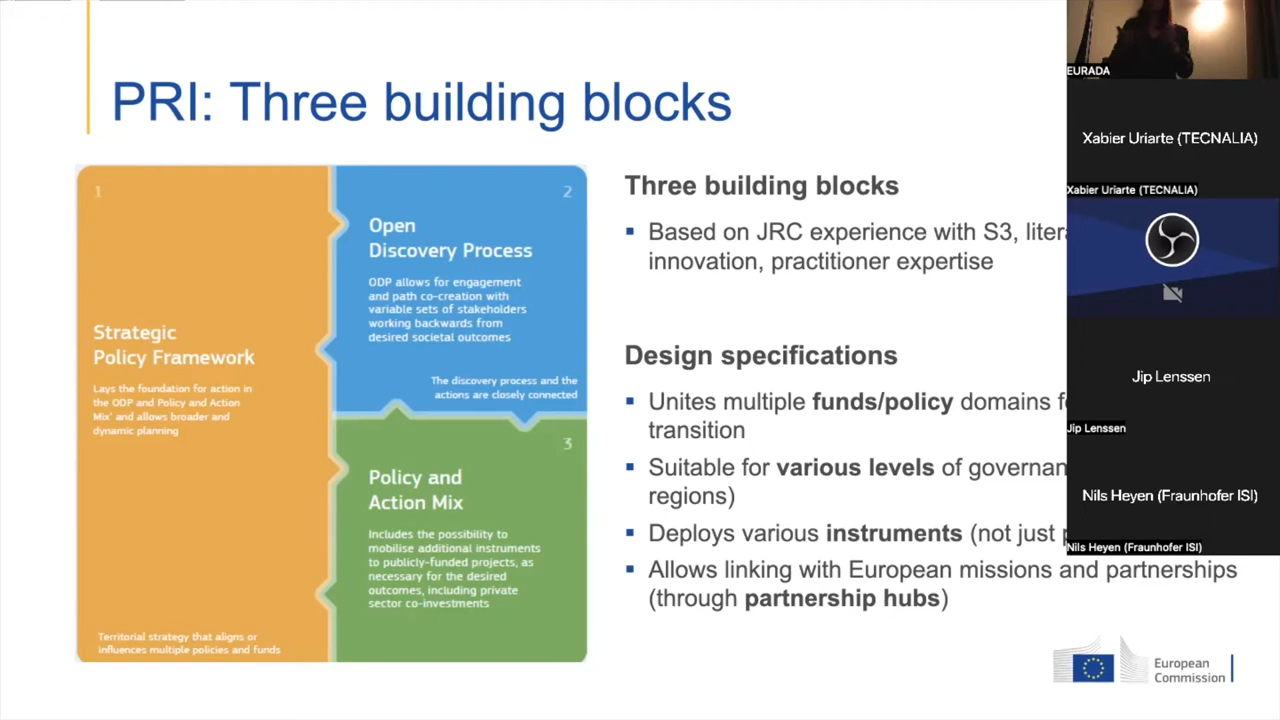 PRI: Three building blocks
1
Strategic
Policy Framework
Lays the foundation for action in
the ODP and Policy and Action
Mix' and allows broader and
dynamic planning
Territorial strategy that aligns or
influences multiple policies and funds
2
Open
Discovery Process
ODP allows for engagement
and path co-creation with
variable sets of stakeholders
working backwards from
desired societal outcomes
The discovery process and the
actions are closely connected
3
Policy and
Action Mix
Includes the possibility to
mobilise additional instruments
to publicly-funded projects, as
necessary for the desired
outcomes, including private
sector co-investments
Three building blocks
Based on JRC experience with S3,
innovation, practitioner expertise
Design specifications
Unites multiple funds/policy domains
transition
Suitable for various levels of
regions)
Deploys various instruments (not just
Allows linking with European missions and partnerships
(through partnership hubs)
European
Commission
EURADA
Xabier Uriarte (TECNALIA)
Xabier Uriarte (TECNALIA)
Jip Lenssen
Jip Lenssen
Nils Heyen (Fraunhofer ISI)
Nils Heyen (Fraunhofer ISI)